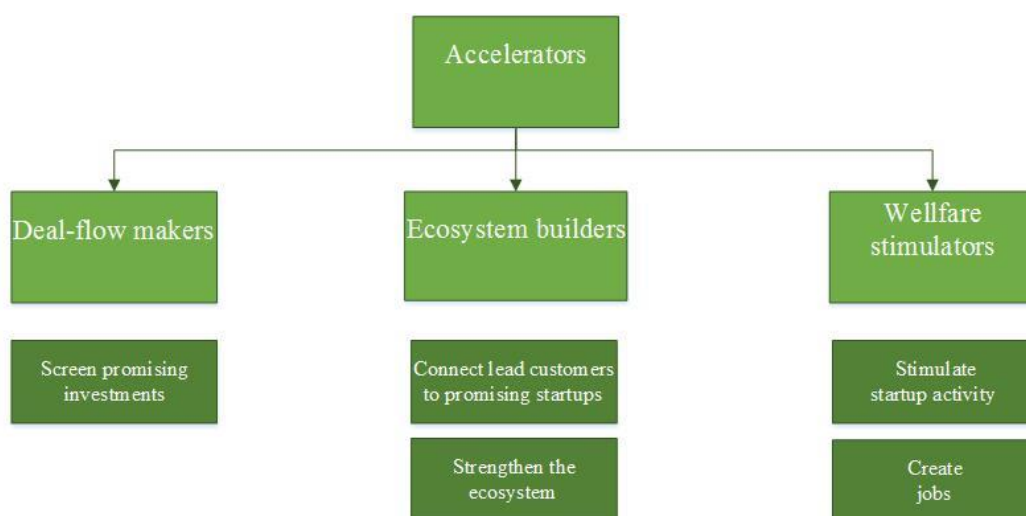 Accelerators
Deal-flow makers
Ecosystem builders
Wellfare
stimulators
Screen promising
investments
Connect lead customers
to promising startups
Stimulate
startup activity
Strengthen the
ecosystem
Create
jobs